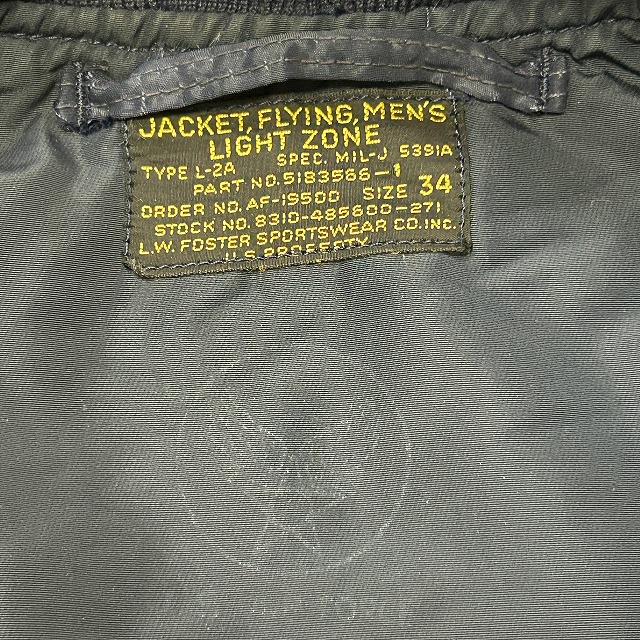 JACKET, FLYING, MEN'S
LIGHT ZONE
TYPE L-2A SPEC. MIL-J 5391A
PART NO. 5183566-1
ORDER NO. AF-19500 SIZE 34
STOCK NO. 8310-485600-271
L.W. FOSTER SPORTSWEAR CO. INC.
U.S. PROPERTY